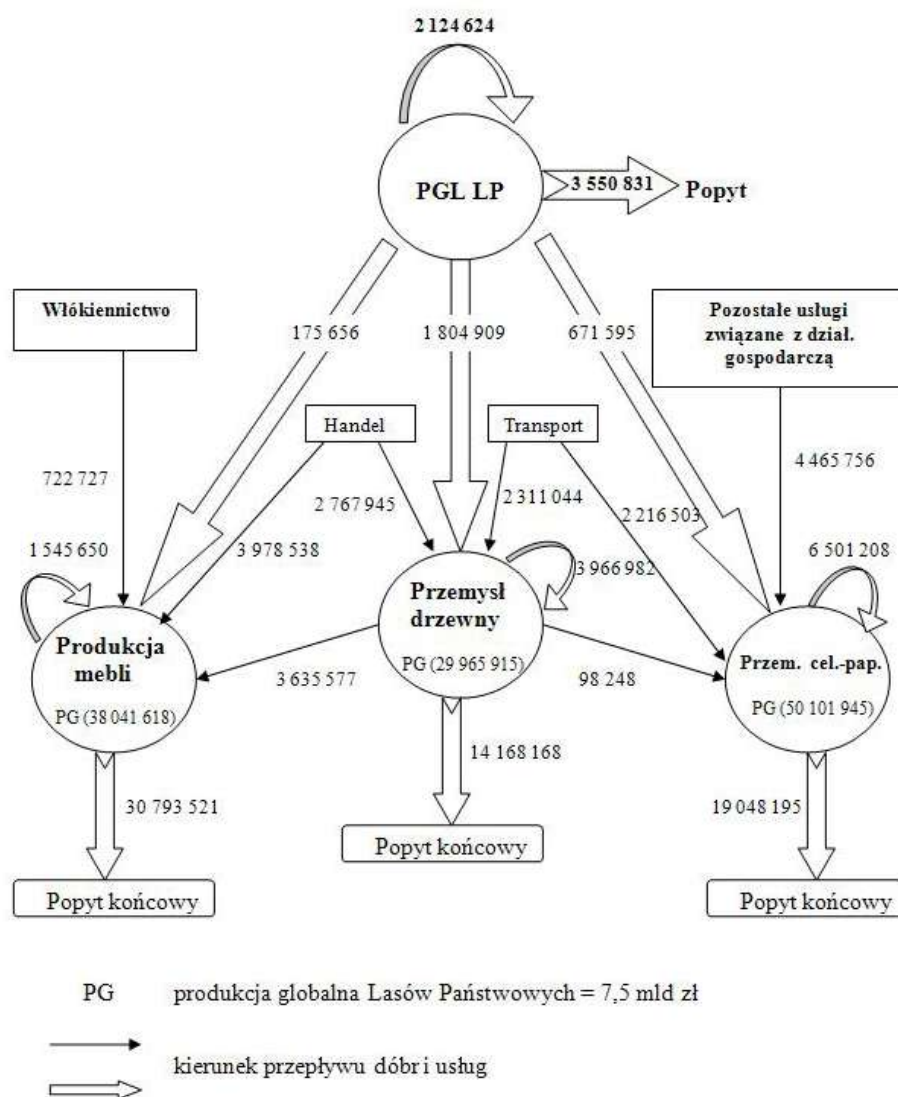 2 124 624
PGL LP
3 550 831
Popyt
Włókiennictwo
Pozostałe usługi
związane z dział.
gospodarczą
175 656
1 804 909
671 595
Handel
Transport
722 727
2 767 945
2 311 044
4 465 756
2 216 503
1 545 650
3 978 538
3 966 982
6 501 208
Przemysł
drzewny
PG (29 965 915)
Produkcja
mebli
PG (38 041 618)
Przem. cel.-pap.
PG (50 101 945)
3 635 577
98 248
14 168 168
30 793 521
19 048 195
Popyt końcowy
Popyt końcowy
Popyt końcowy
PG produkcja globalna Lasów Państwowych = 7,5 mld zł
kierunek przepływu dóbr i usług